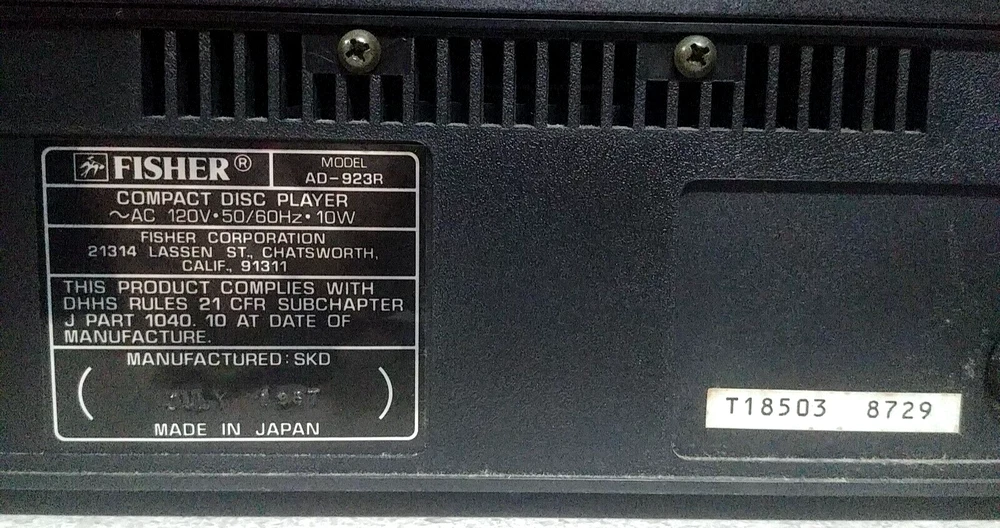 FISHER®
MODEL
AD-923R
COMPACT DISC PLAYER
~AC 120V•50/60Hz•10W
FISHER CORPORATION
21314 LASSEN ST., CHATSWORTH,
CALIF., 91311
THIS PRODUCT COMPLIES WITH
DHHS RULES 21 CFR SUBCHAPTER
J PART 1040. 10 AT DATE OF
MANUFACTURE.
MANUFACTURED: SKD
( JULY 1987 )
MADE IN JAPAN
T18503 8729